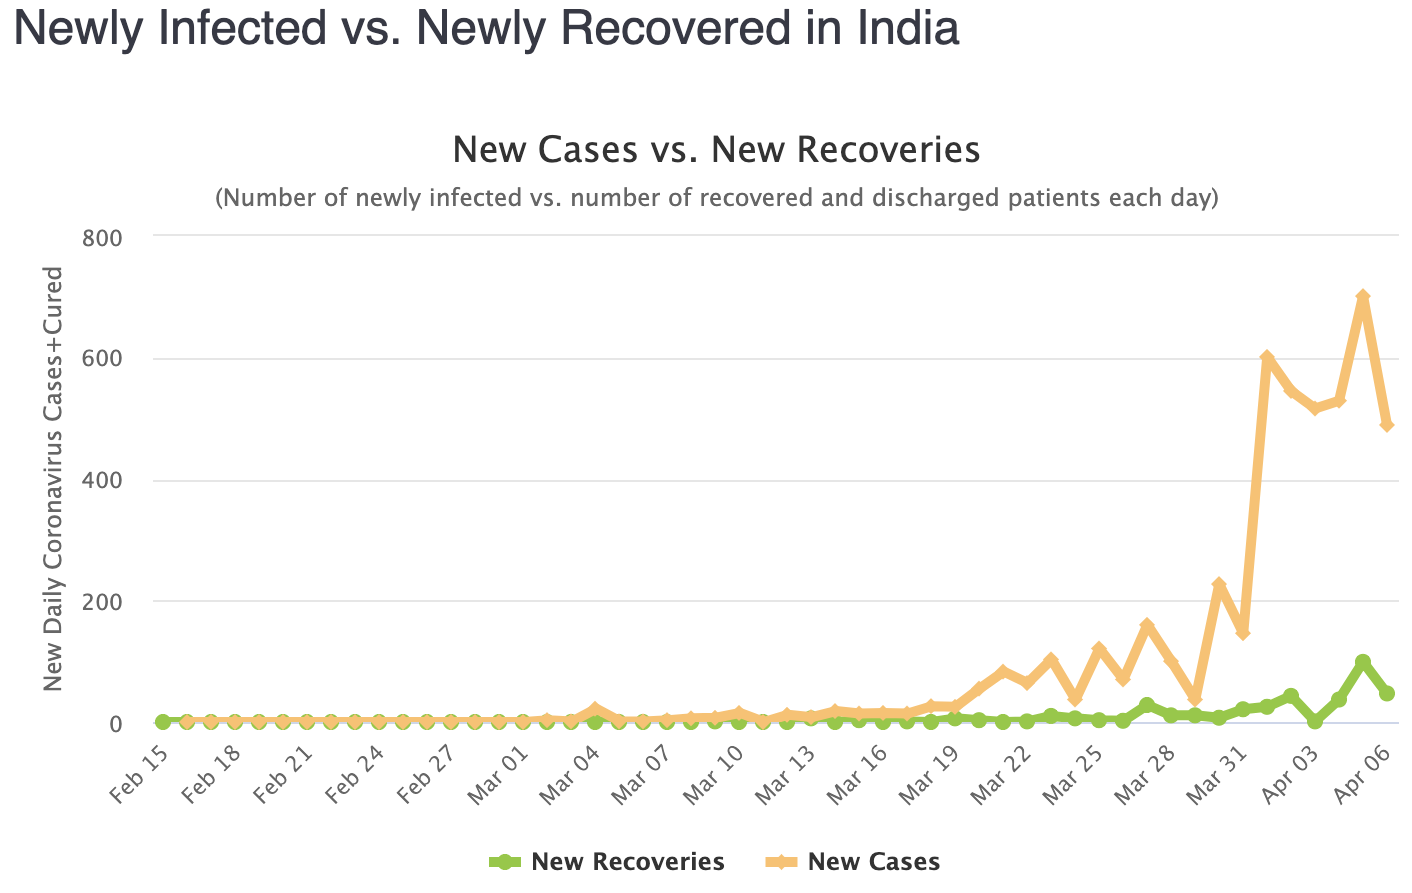 Newly Infected vs. Newly Recovered in India
New Cases vs. New Recoveries
(Number of newly infected vs. number of recovered and discharged patients each day)
New Daily Coronavirus Cases+Cured
800
600
400
200
0
Feb 15
Feb 18
Feb 21
Feb 24
Feb 27
Mar 01
Mar 04
Mar 07
Mar 10
Mar 13
Mar 16
Mar 19
Mar 22
Mar 25
Mar 28
Mar 31
Apr 03
Apr 06
New Recoveries
New Cases